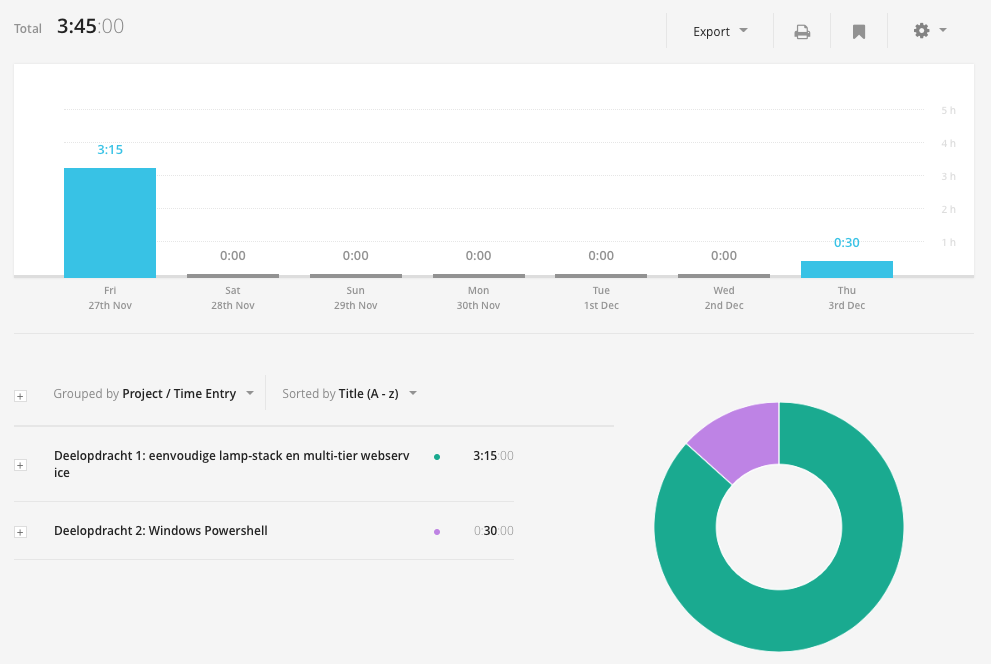 Total 3:45:00
Export
5 h
4 h
3:15
3 h
2 h
0:30
1 h
0:00 0:00 0:00 0:00 0:00
Fri Sat Sun Mon Tue Wed Thu
27th Nov 28th Nov 29th Nov 30th Nov 1st Dec 2nd Dec 3rd Dec
Grouped by Project / Time Entry Sorted by Title (A - z)
Deelopdracht 1: eenvoudige lamp-stack en multi-tier webserv 3:15:00
ice
Deelopdracht 2: Windows Powershell 0:30:00